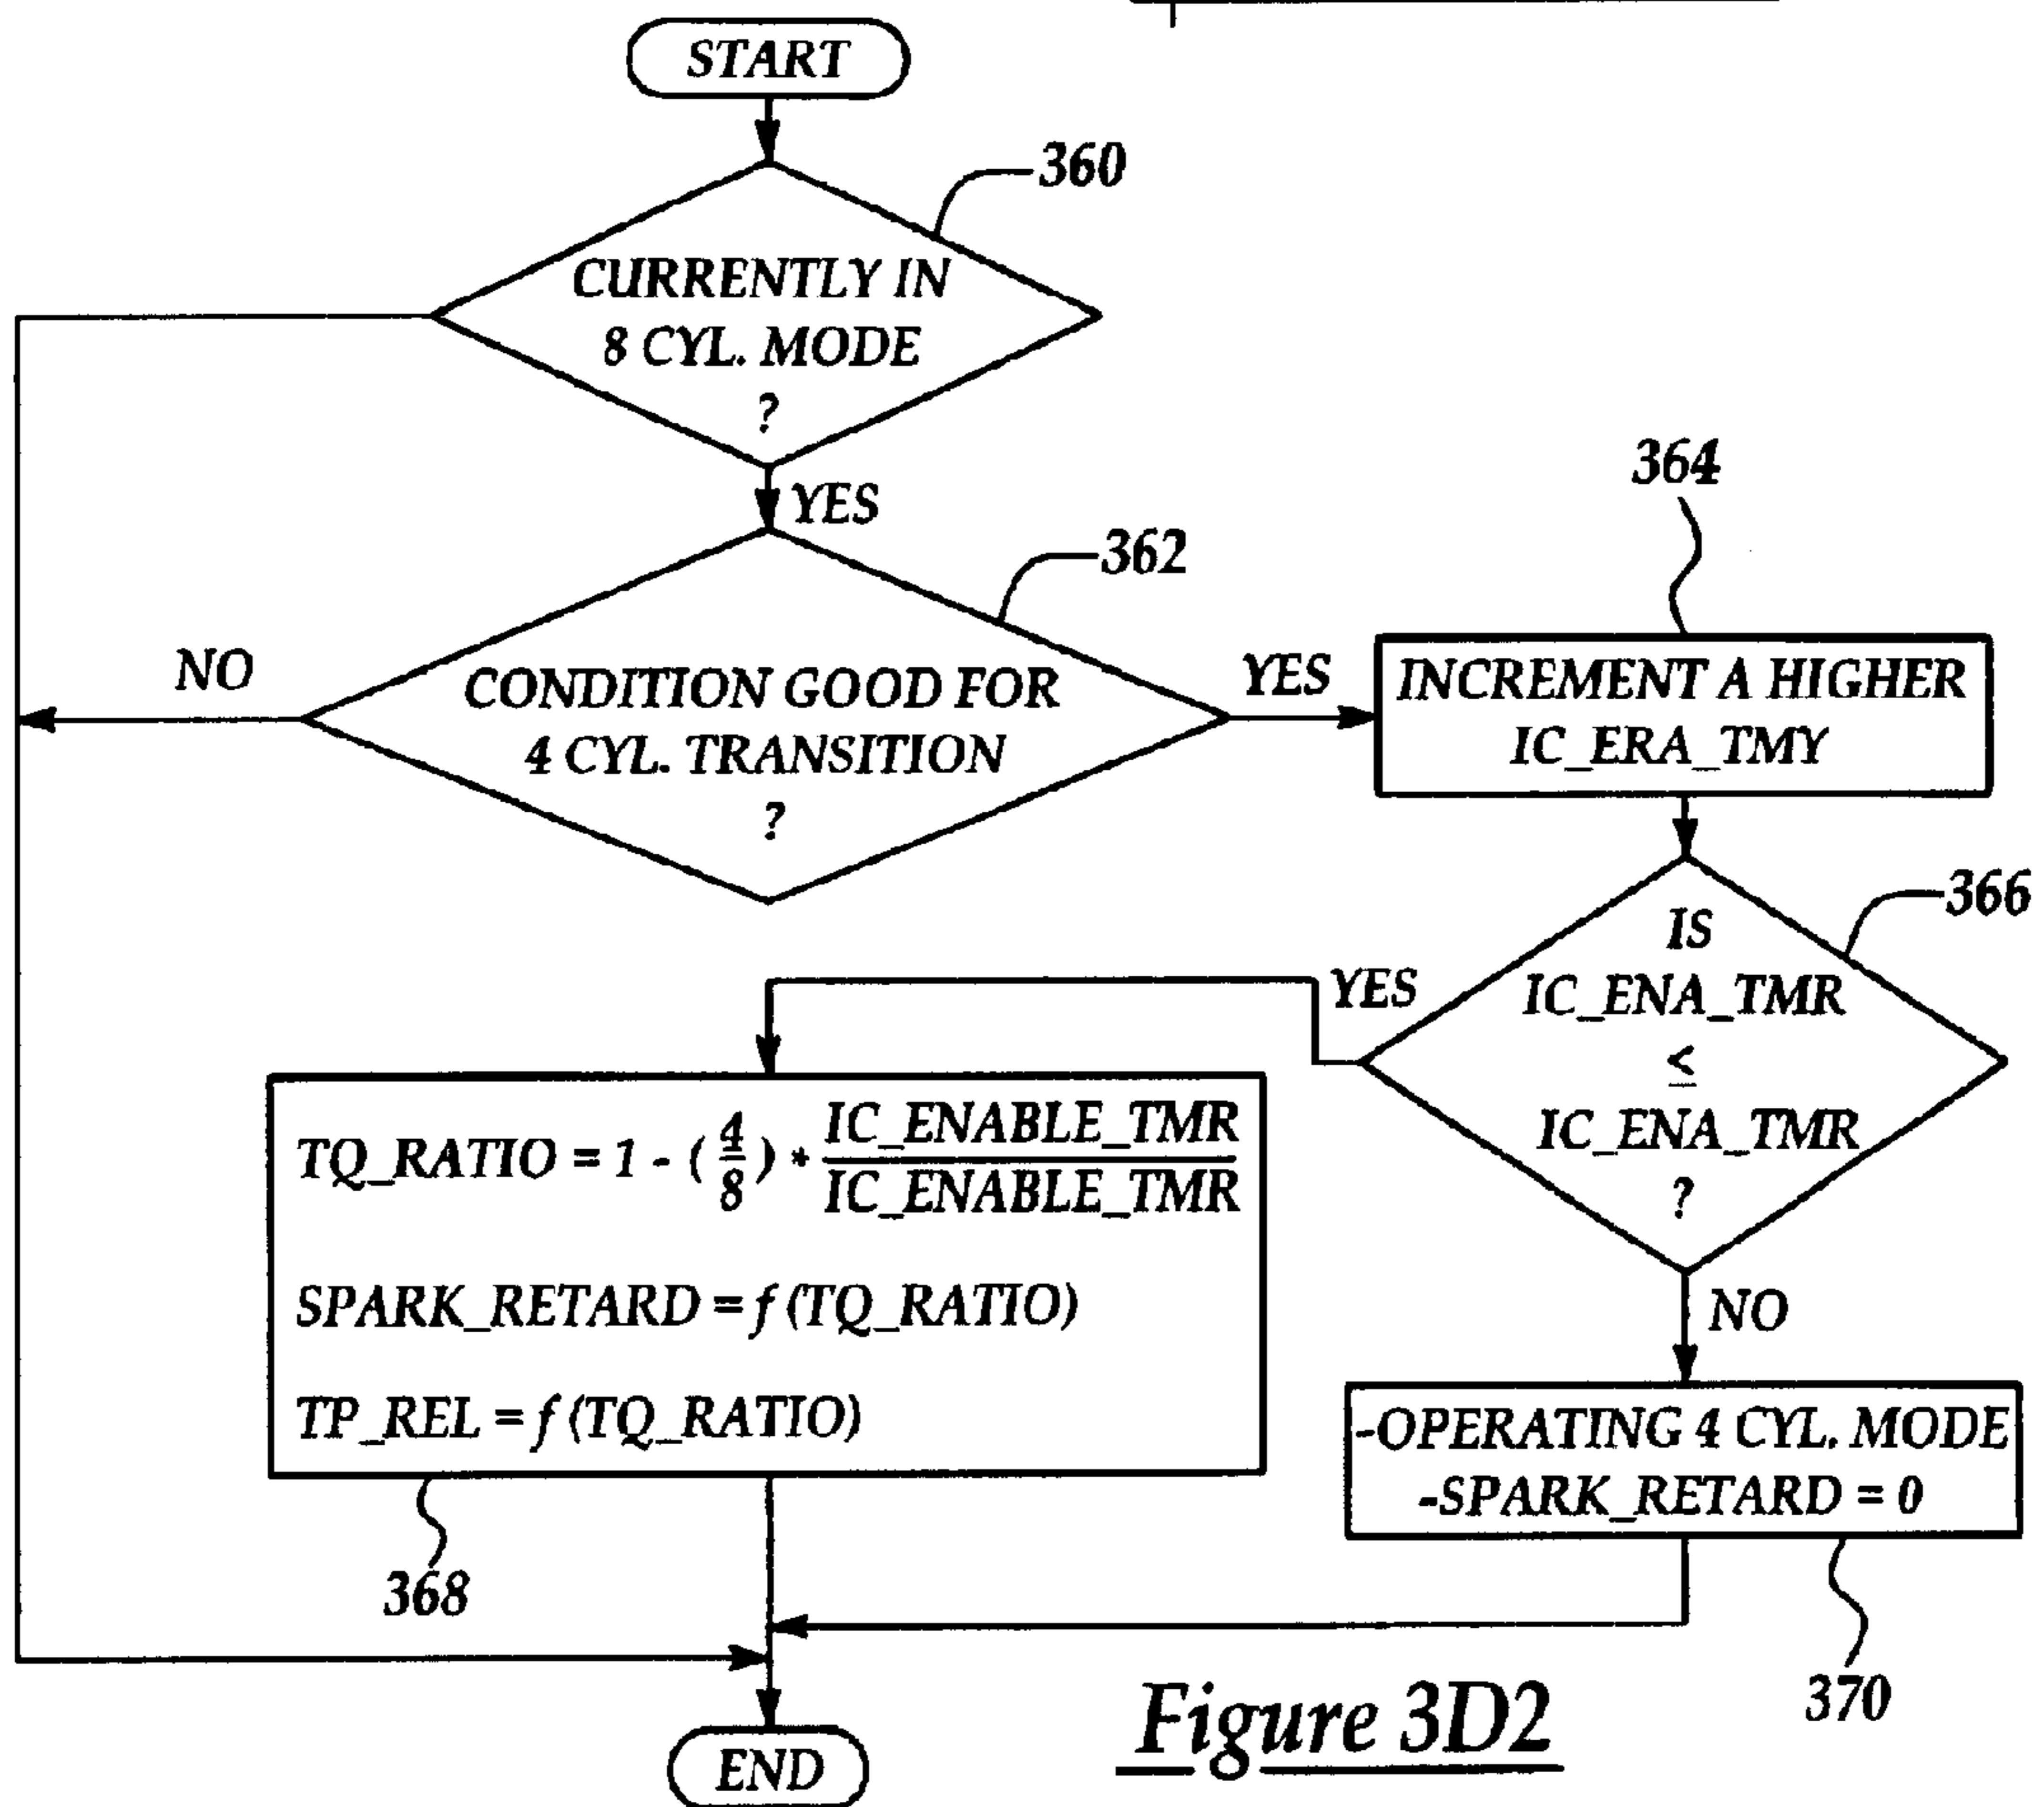 START
360
CURRENTLY IN
8 CYL. MODE
?
YES
362
364
NO
CONDITION GOOD FOR
4 CYL. TRANSITION
?
YES
INCREMENT A HIGHER
IC_ERA_TMY
366
IS
IC_ENA_TMR
≤
IC_ENA_TMR
?
YES
TQ_RATIO = 1 - (4/8) * IC_ENABLE_TMR/IC_ENABLE_TMR
SPARK_RETARD = f (TQ_RATIO)
TP_REL = f (TQ_RATIO)
368
NO
-OPERATING 4 CYL. MODE
-SPARK_RETARD = 0
370
END
Figure 3D2